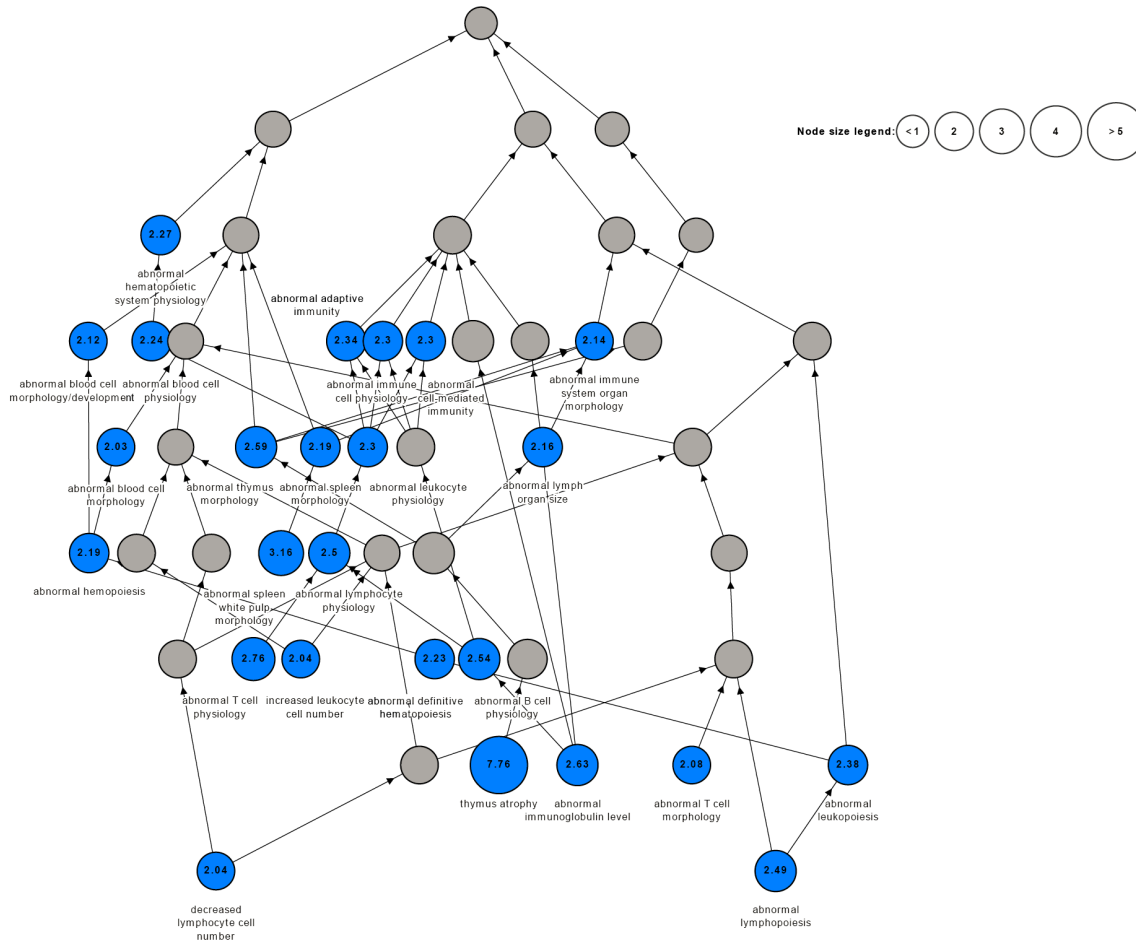 Node size legend:
< 1
2
3
4
> 5
2.27
abnormal
hematopoietic
system physiology
abnormal adaptive
immunity
2.12
2.24
2.34
2.3
2.3
2.14
abnormal blood cell
morphology/development
abnormal blood cell
physiology
abnormal immune
cell physiology
abnormal
cell-mediated
immunity
abnormal immune
system organ
morphology
2.03
2.59
2.19
2.3
2.16
abnormal blood cell
morphology
abnormal thymus
morphology
abnormal spleen
morphology
abnormal leukocyte
physiology
abnormal lymph
organ size
2.19
3.16
2.5
abnormal hemopoiesis
abnormal spleen
white pulp
morphology
abnormal lymphocyte
physiology
2.76
2.04
2.23
2.54
abnormal T cell
physiology
increased leukocyte
cell number
abnormal definitive
hematopoiesis
abnormal B cell
physiology
7.76
2.63
2.08
2.38
thymus atrophy
abnormal
immunoglobulin level
abnormal T cell
morphology
abnormal
leukopoiesis
2.04
2.49
decreased
lymphocyte cell
number
abnormal
lymphopoiesis